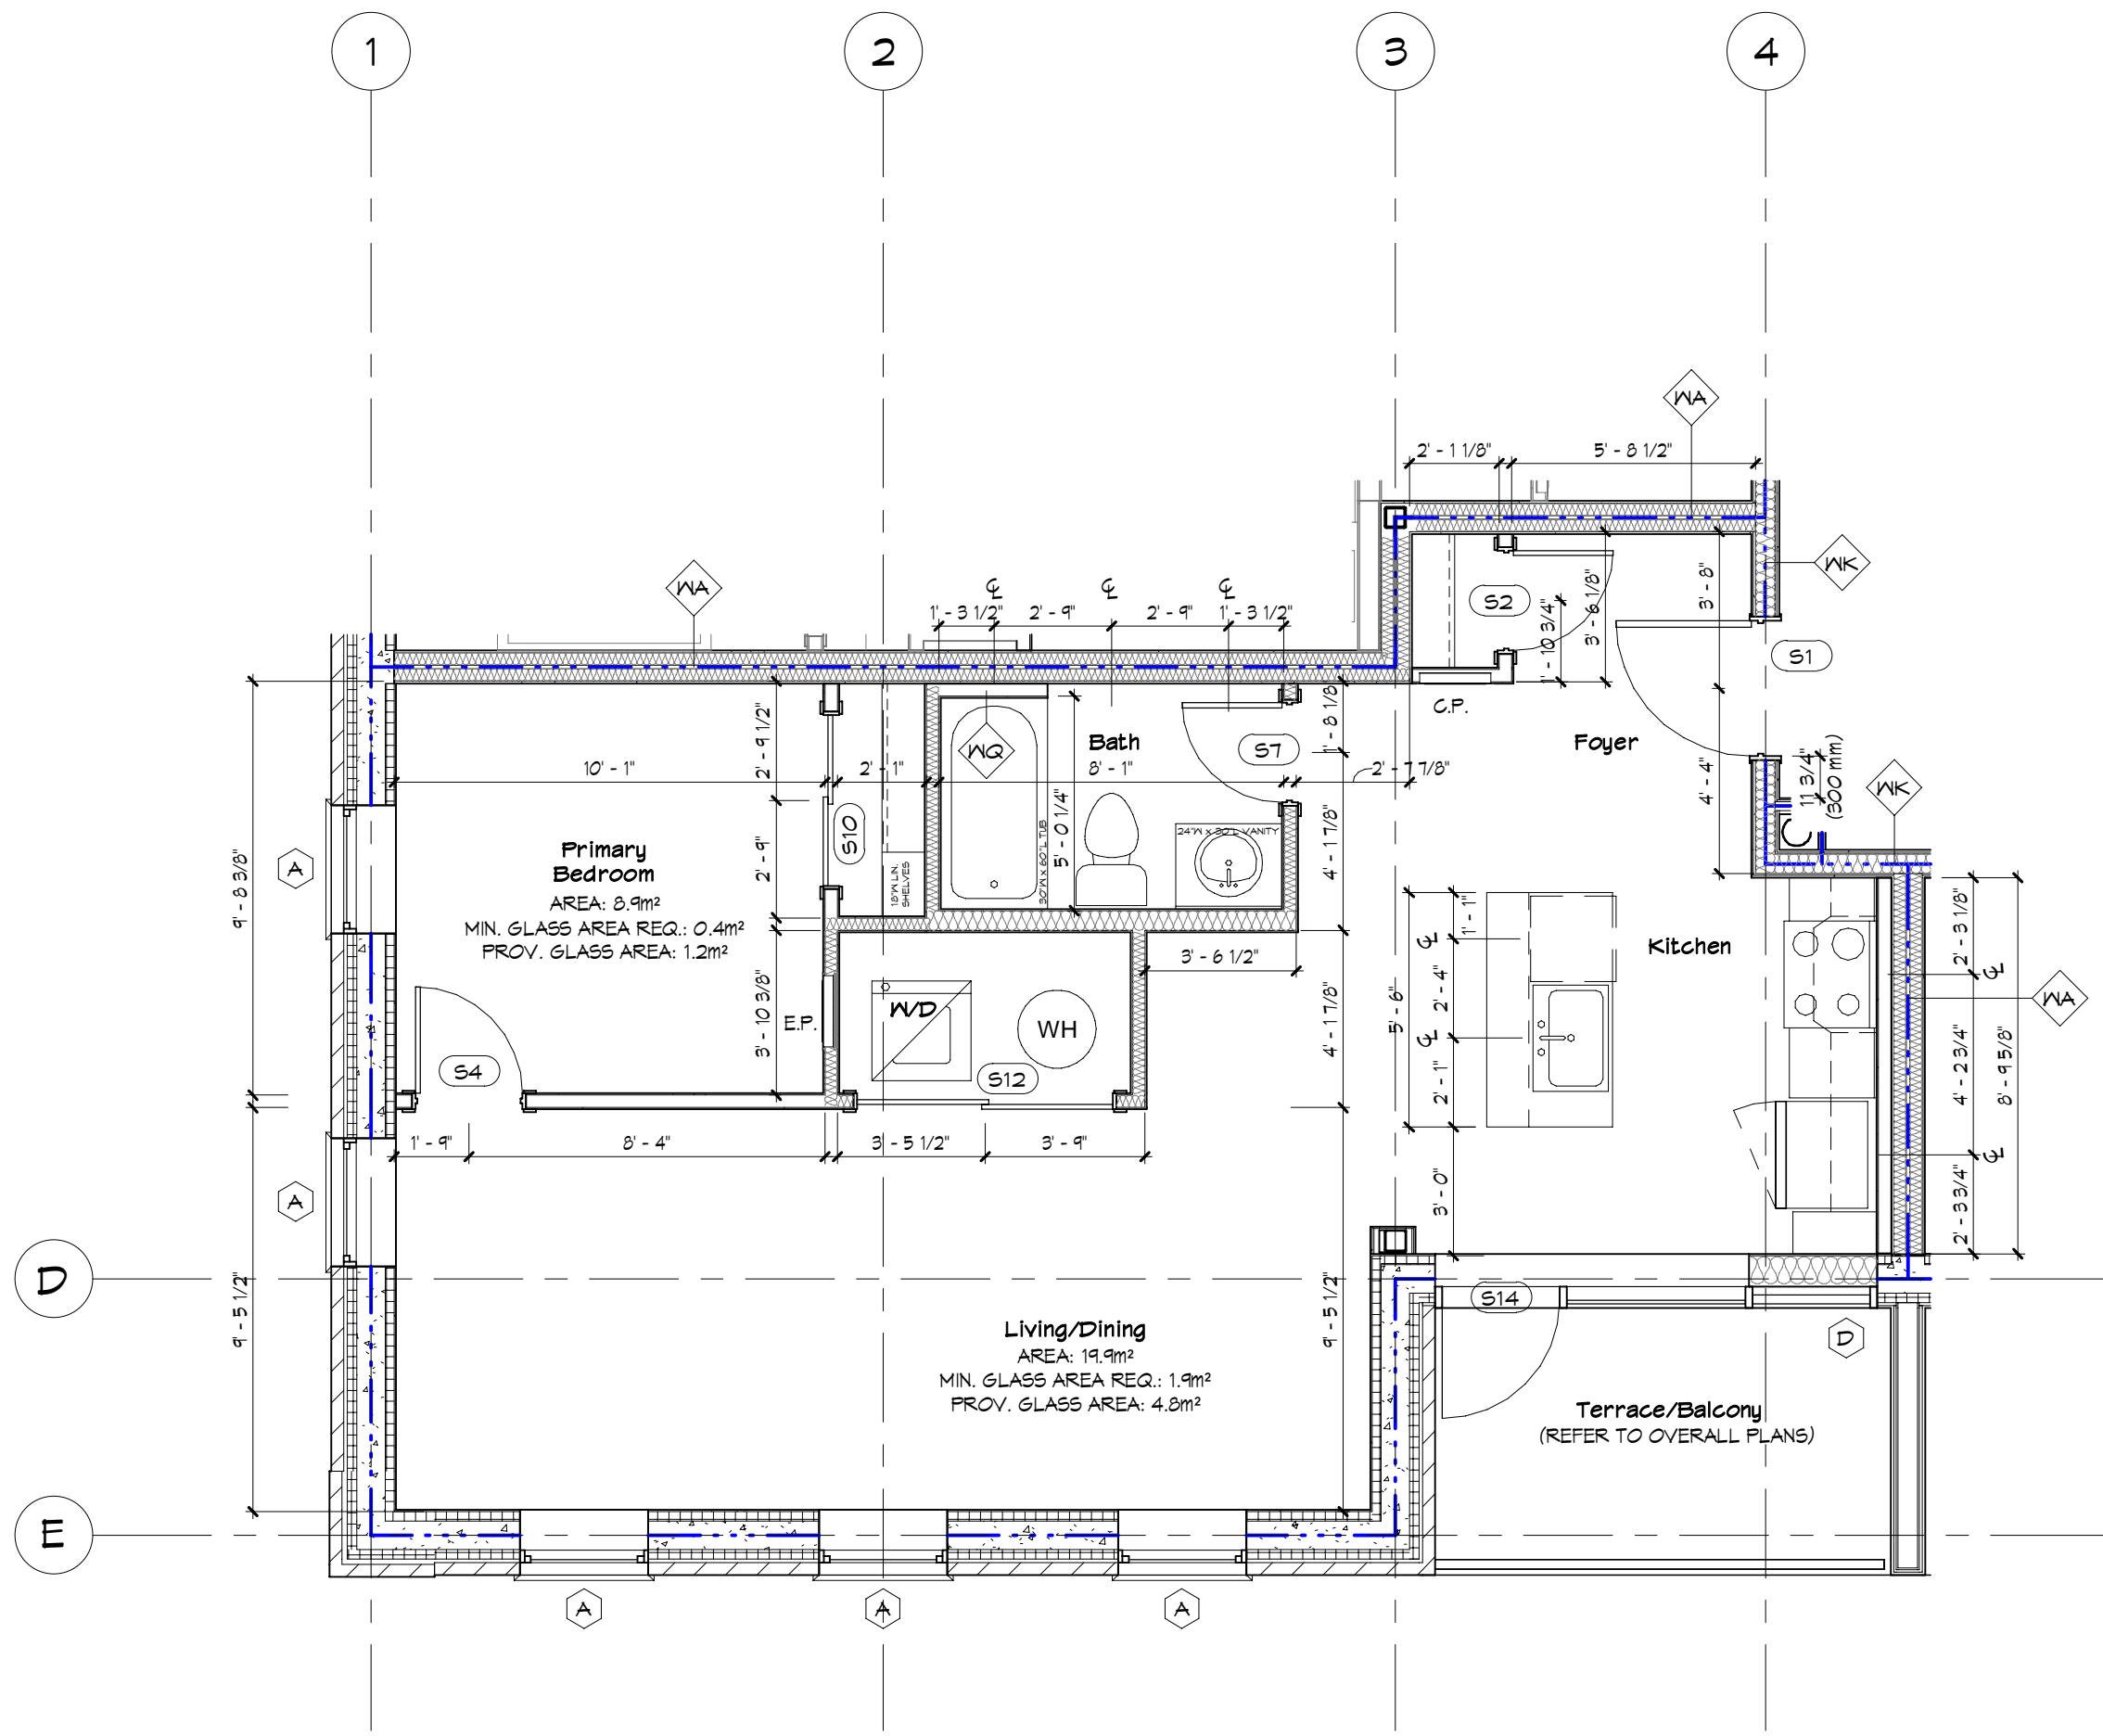 1
2
3
4
WA
2' - 1 1/8"
5' - 8 1/2"
WA
WK
℄
℄
℄
1' - 3 1/2"
2' - 9"
2' - 9"
1' - 3 1/2"
S2
1' - 10 3/4"
3' - 6 1/8"
3' - 8"
S1
C.P.
WQ
Bath
S7
1' - 8 1/8"
Foyer
10' - 1"
2' - 9 1/2"
2' - 1"
8' - 1"
2' - 7 7/8"
4' - 4"
11 3/4"
(300 mm)
WK
S10
5' - 0 1/4"
30"W x 60"L TUB
24"W x 30"L VANITY
Primary
Bedroom
AREA: 8.9m²
MIN. GLASS AREA REQ.: 0.4m²
PROV. GLASS AREA: 1.2m²
2' - 9"
18"W LIN.
SHELVES
4' - 1 7/8"
9' - 8 3/8"
A
1' - 1"
℄
Kitchen
2' - 3 1/8"
℄
3' - 6 1/2"
2' - 4"
5' - 6"
℄
WA
3' - 10 3/8"
E.P.
W/D
WH
4' - 1 7/8"
S4
S12
2' - 1"
4' - 2 3/4"
8' - 9 5/8"
1' - 9"
8' - 4"
3' - 5 1/2"
3' - 9"
℄
A
3' - 0"
2' - 3 3/4"
D
9' - 5 1/2"
9' - 5 1/2"
S14
Living/Dining
AREA: 19.9m²
MIN. GLASS AREA REQ.: 1.9m²
PROV. GLASS AREA: 4.8m²
D
Terrace/Balcony
(REFER TO OVERALL PLANS)
E
A
A
A